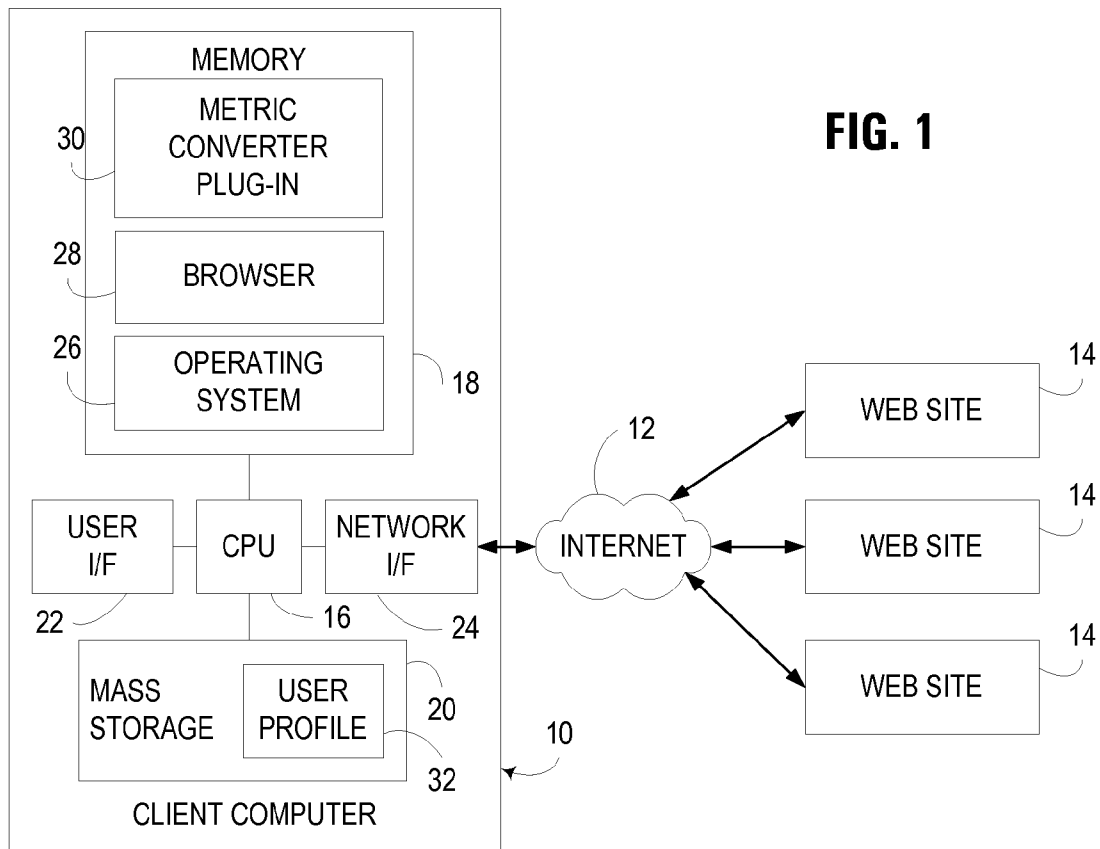 MEMORY
METRIC
CONVERTER
PLUG-IN
30
BROWSER
28
OPERATING
SYSTEM
26
18
USER
I/F
22
CPU
16
NETWORK
I/F
24
MASS
STORAGE
USER
PROFILE
20
32
10
CLIENT COMPUTER
FIG. 1
12
INTERNET
14
WEB SITE
14
WEB SITE
14
WEB SITE